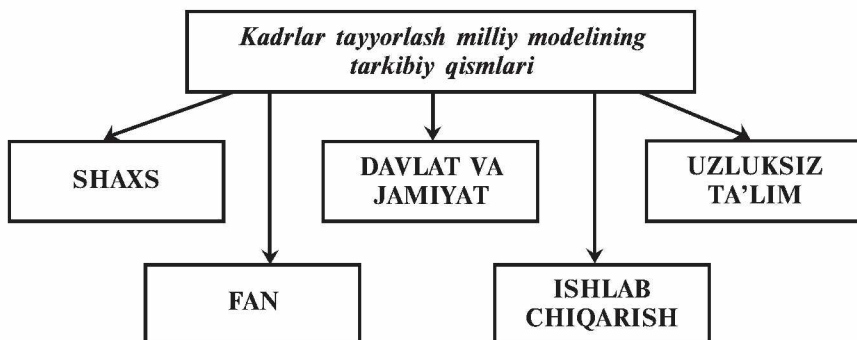 Kadrlar tayyorlash milliy modelining
tarkibiy qismlari
SHAXS
DAVLAT VA
JAMIYAT
UZLUKSIZ
TA’LIM
FAN
ISHLAB
CHIQARISH